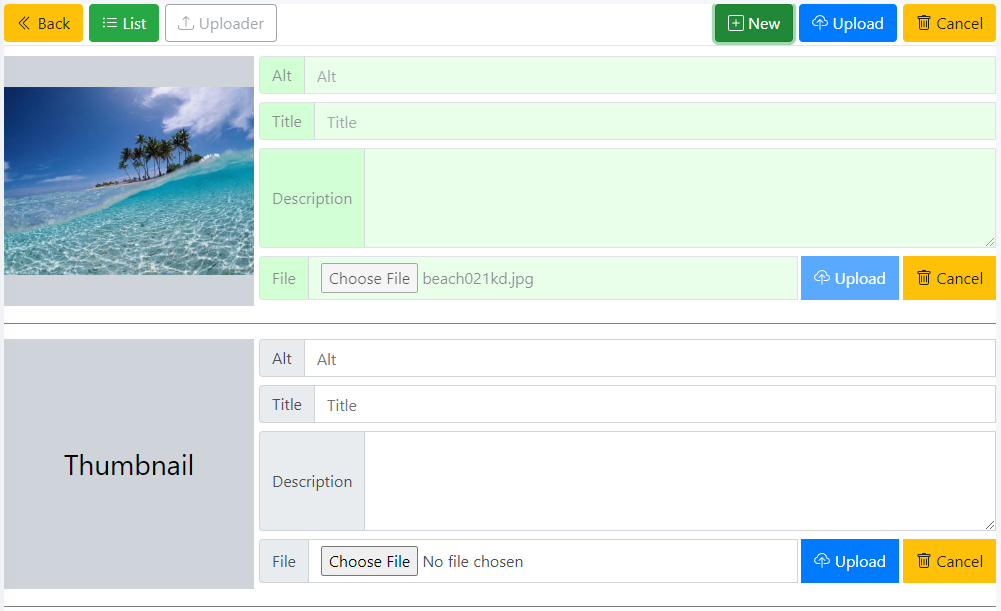 Back List Uploader New Upload Cancel
Alt Alt
Title Title
Description
File Choose File beach021kd.jpg Upload Cancel
Alt Alt
Title Title
Thumbnail
Description
File Choose File No file chosen Upload Cancel